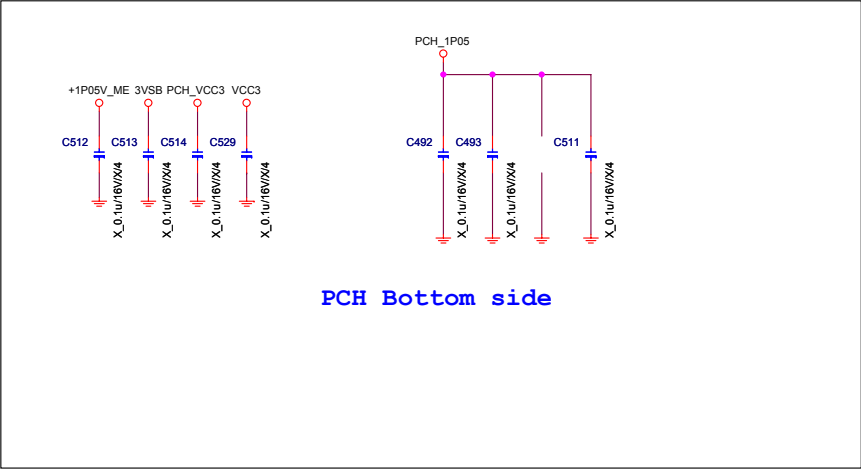 PCH_1P05
+1P05V_ME 3VSB PCH_VCC3 VCC3
C512 C513 C514 C529
C492 C493 C511
X_0.1u/16V/X/4
X_0.1u/16V/X/4
X_0.1u/16V/X/4
X_0.1u/16V/X/4
X_0.1u/16V/X/4
X_0.1u/16V/X/4
X_0.1u/16V/X/4
PCH Bottom side